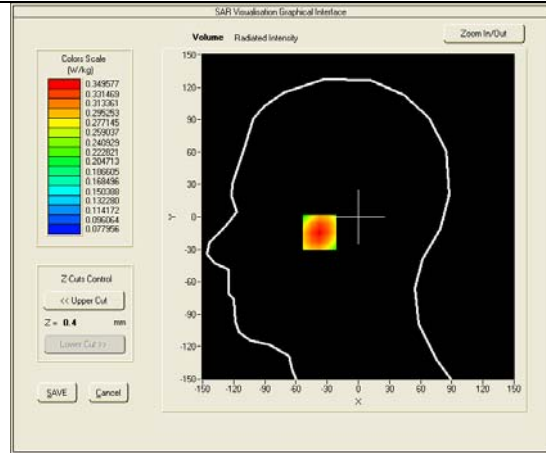 SAR Visualisation Graphical Interface
Volume Radiated Intensity
Zoom In/Out
Colors Scale
(W/kg)
0.349577
0.331469
0.313361
0.295253
0.277145
0.259037
0.240929
0.222821
0.204713
0.186605
0.168496
0.150388
0.132280
0.114172
0.096064
0.077956
Z-Cuts Control
<< Upper Cut
Z = 0.4 mm
Lower Cut >>
SAVE Cancel
150-
120-
90-
60-
30-
0-
-30-
-60-
-90-
-120-
-150-
Y
-150 -120 -90 -60 -30 0 30 60 90 120 150
X